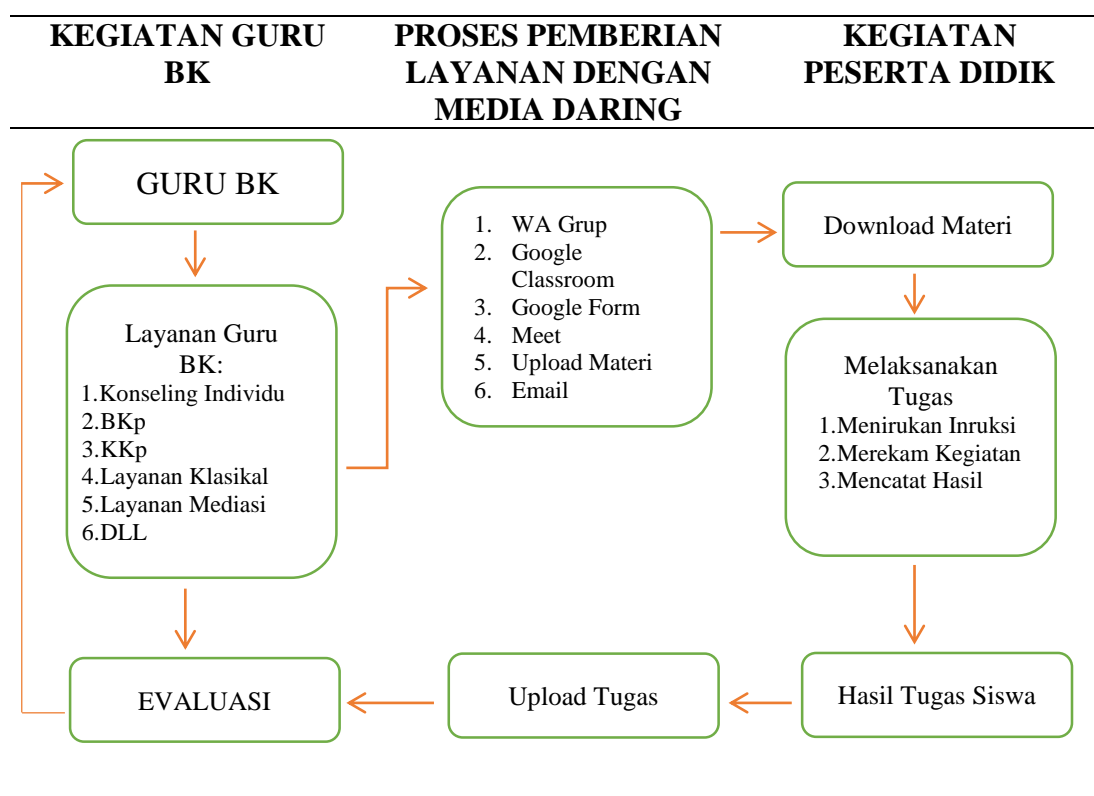 KEGIATAN GURU
BK
PROSES PEMBERIAN
LAYANAN DENGAN
MEDIA DARING
KEGIATAN
PESERTA DIDIK
GURU BK
Layanan Guru
BK:
1.Konseling Individu
2.BKp
3.KKp
4.Layanan Klasikal
5.Layanan Mediasi
6.DLL
1. WA Grup
2. Google
Classroom
3. Google Form
4. Meet
5. Upload Materi
6. Email
Download Materi
Melaksanakan
Tugas
1.Menirukan Inruksi
2.Merekam Kegiatan
3.Mencatat Hasil
EVALUASI
Upload Tugas
Hasil Tugas Siswa